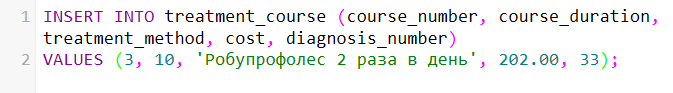 1 INSERT INTO treatment_course (course_number, course_duration,
treatment_method, cost, diagnosis_number)
2 VALUES (3, 10, 'Робупрофолес 2 раза в день', 202.00, 33);